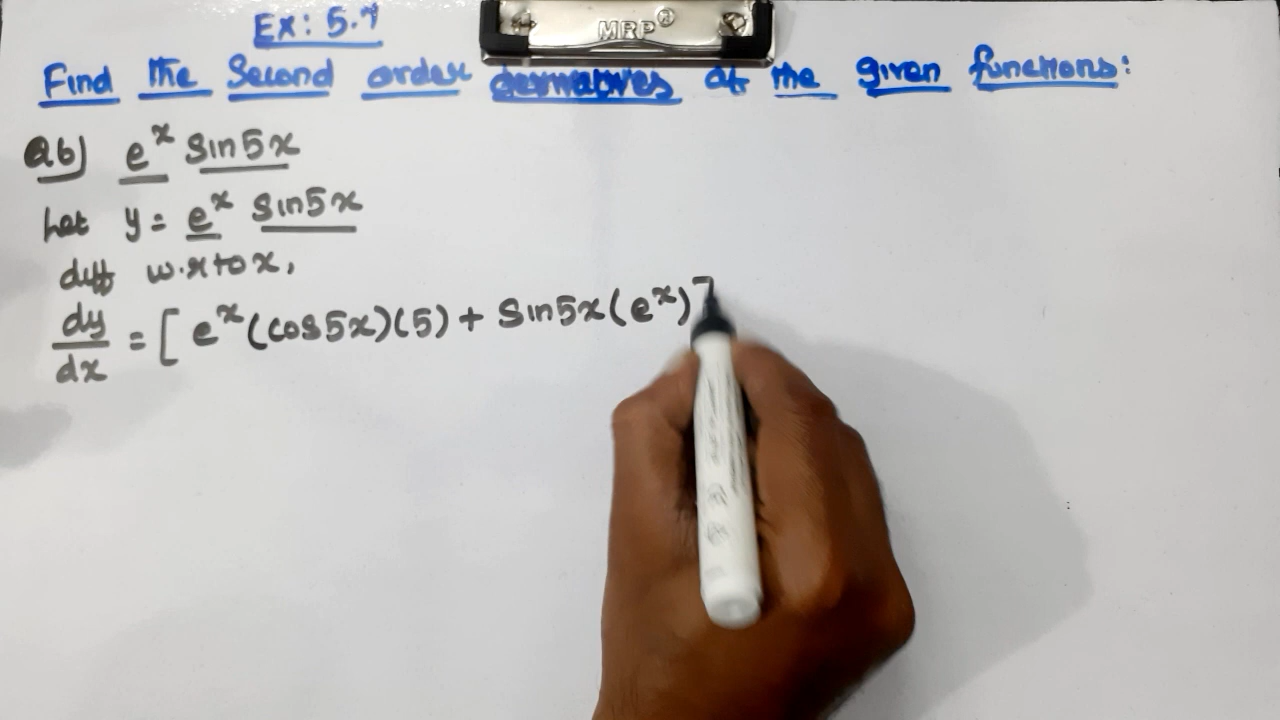 MRP®
Ex: 5.7
Find the Second order derivatives of the given functions:
Q6) e^x Sin5x
Let y = e^x Sin5x
diff w.r to x,
dy/dx = [ e^x (cos5x)(5) + Sin5x (e^x) ]